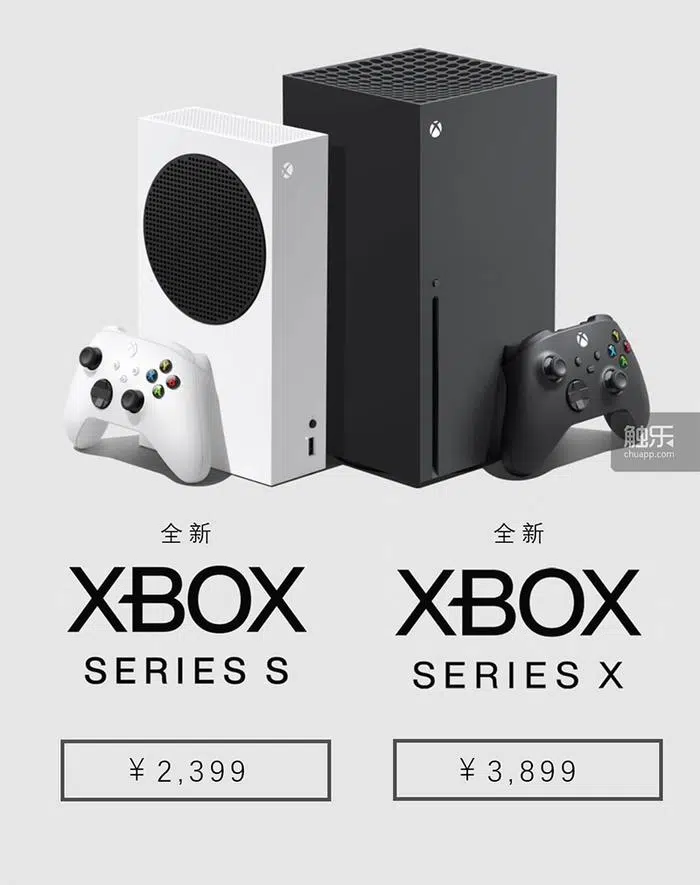 触乐
chuapp.com
全新
XBOX
SERIES S
¥2,399
全新
XBOX
SERIES X
¥3,899